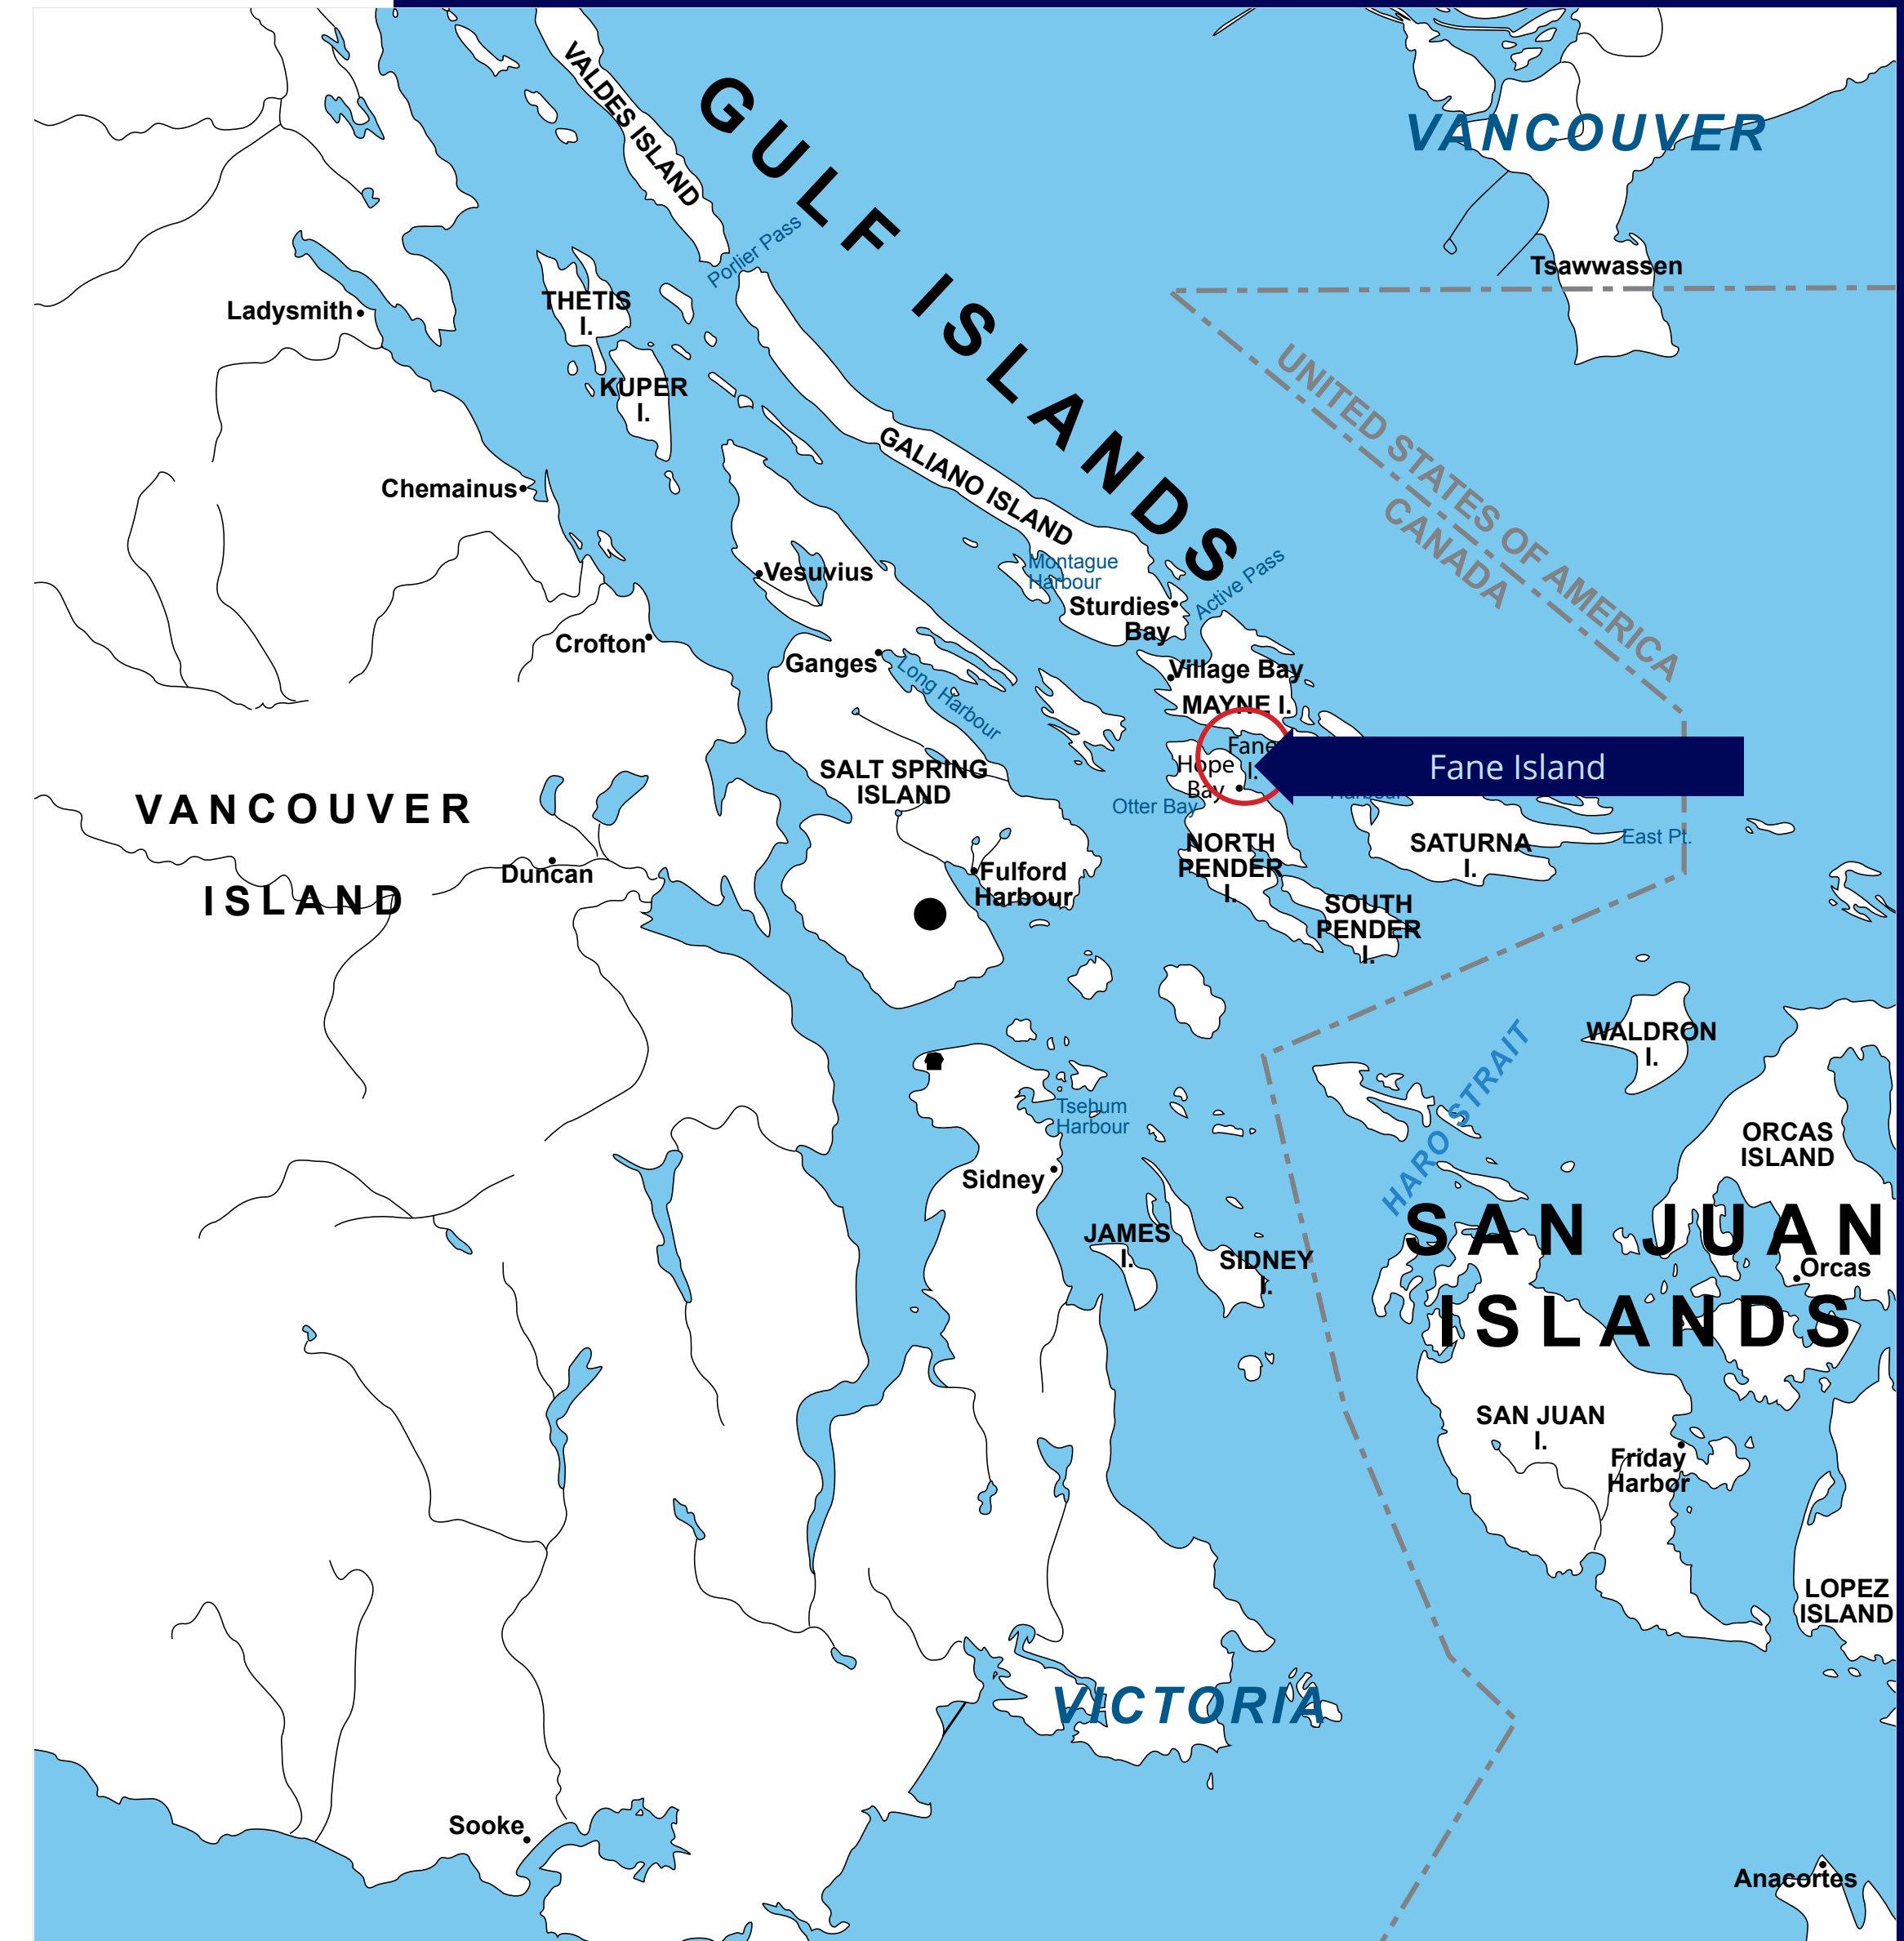 VALDES ISLAND
GULF ISLANDS
VANCOUVER
Porlier Pass
Tsawwassen
THETIS
I.
Ladysmith
KUPER
I.
UNITED STATES OF AMERICA
CANADA
GALIANO ISLAND
Chemainus
Montague
Harbour
Vesuvius
Active Pass
Sturdies
Bay
Crofton
Ganges
Long Harbour
Village Bay
MAYNE I.
Fane
I.
Hope
Bay
Fane Island
SALT SPRING
ISLAND
Otter Bay
Harbour
VANCOUVER
ISLAND
NORTH
PENDER
I.
SATURNA
I.
East Pt.
Duncan
Fulford
Harbour
SOUTH
PENDER
I.
WALDRON
I.
HARO STRAIT
Tsehum
Harbour
ORCAS
ISLAND
Sidney
SAN JUAN
ISLANDS
JAMES
I.
SIDNEY
I.
Orcas
SAN JUAN
I.
Friday
Harbor
LOPEZ
ISLAND
VICTORIA
Sooke
Anacortes